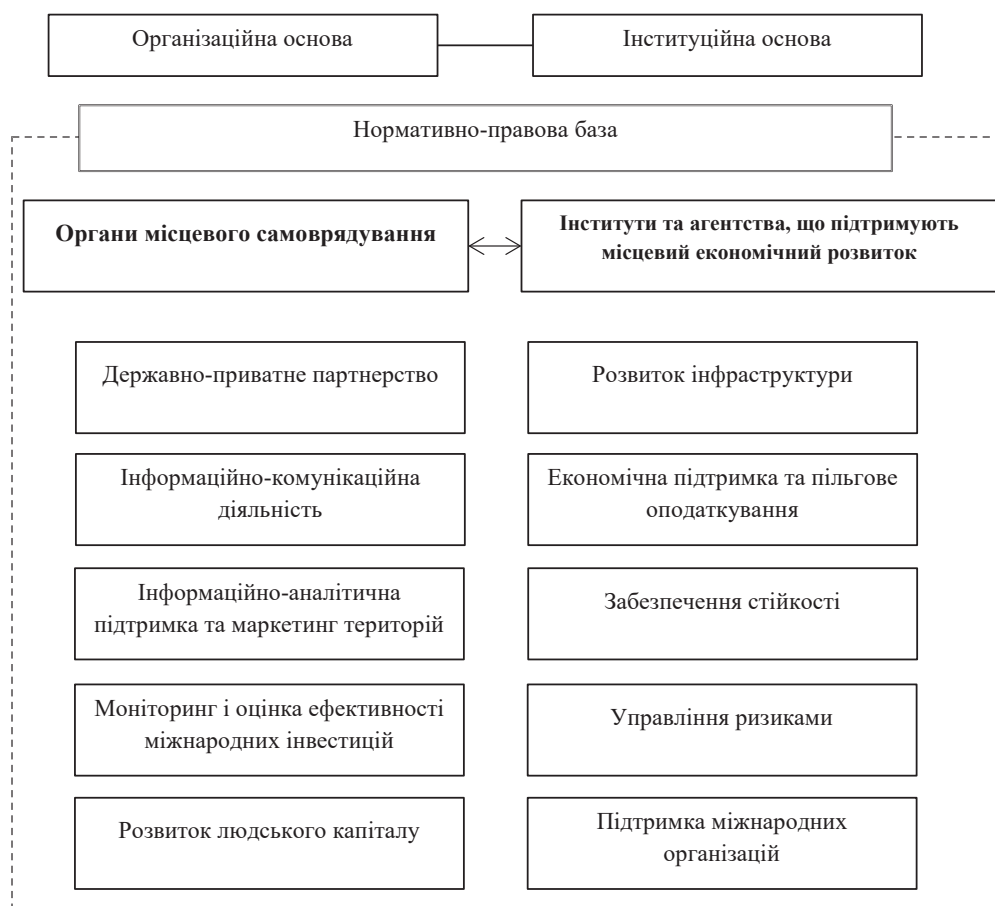 Організаційна основа
Інституційна основа
Нормативно-правова база
Органи місцевого самоврядування
Інститути та агентства, що підтримують
місцевий економічний розвиток
Державно-приватне партнерство
Розвиток інфраструктури
Інформаційно-комунікаційна
діяльність
Економічна підтримка та пільгове
оподаткування
Інформаційно-аналітична
підтримка та маркетинг територій
Забезпечення стійкості
Моніторинг і оцінка ефективності
міжнародних інвестицій
Управління ризиками
Розвиток людського капіталу
Підтримка міжнародних
організацій